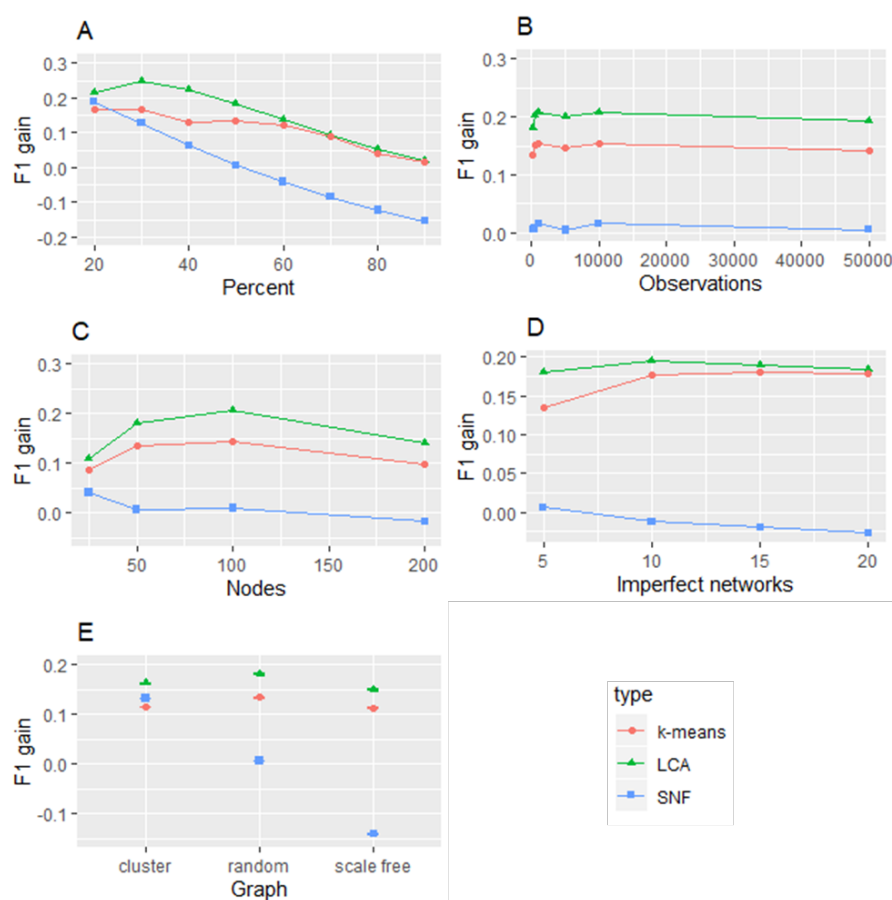 A
F1 gain
0.3
0.2
0.1
0.0
-0.1
-0.2
20 40 60 80
Percent
B
F1 gain
0.3
0.2
0.1
0.0
0 10000 20000 30000 40000 50000
Observations
C
F1 gain
0.3
0.2
0.1
0.0
50 100 150 200
Nodes
D
F1 gain
0.20
0.15
0.10
0.05
0.00
5 10 15 20
Imperfect networks
E
F1 gain
0.2
0.1
0.0
-0.1
cluster random scale free
Graph
type
k-means
LCA
SNF